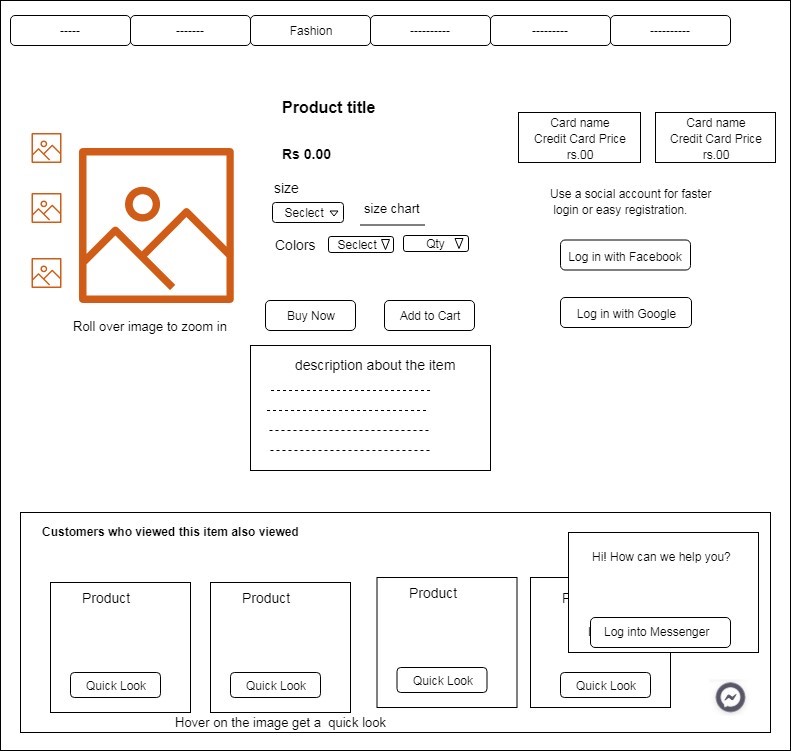 ----- ------- Fashion ---------- --------- ----------
Product title
Rs 0.00
size
Seclect
size chart
Colors
Seclect
Qty
Buy Now
Add to Cart
Roll over image to zoom in
Card name
Credit Card Price
rs.00
Card name
Credit Card Price
rs.00
Use a social account for faster
login or easy registration.
Log in with Facebook
Log in with Google
description about the item
Customers who viewed this item also viewed
Product
Quick Look
Product
Quick Look
Product
Quick Look
Quick Look
Hi! How can we help you?
Log into Messenger
Hover on the image get a quick look